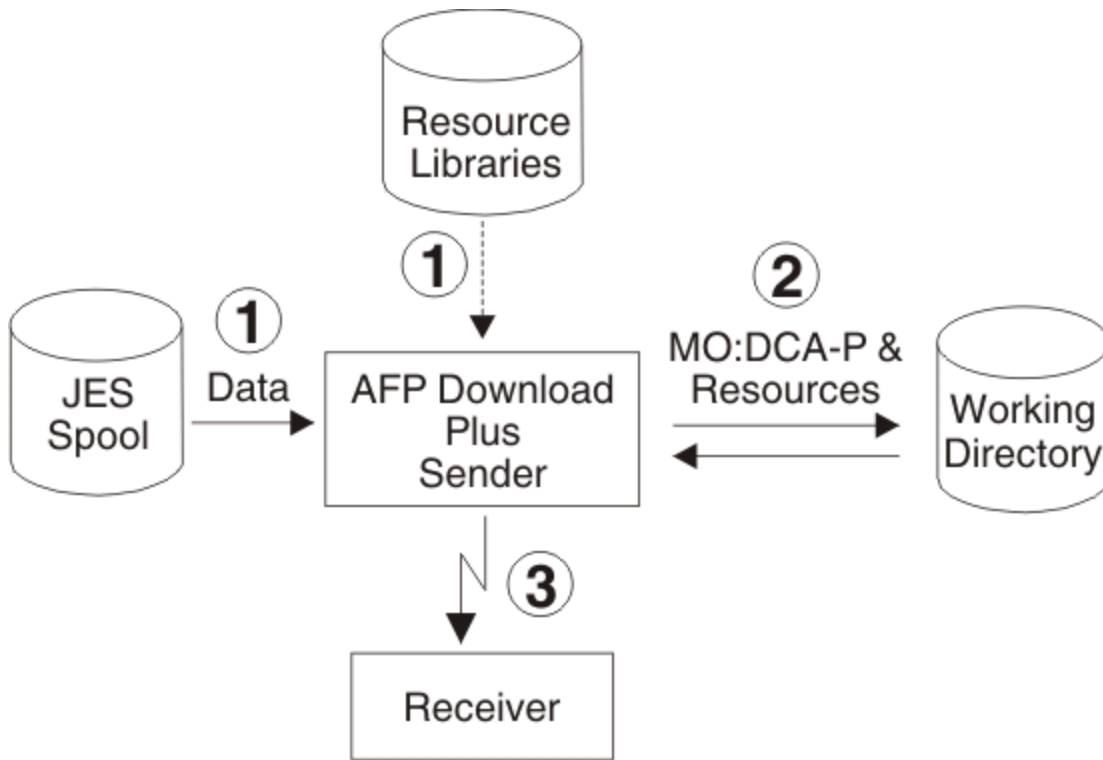 Resource
Libraries
1
2
1
MO:DCA-P &
Resources
JES
Spool
Data
AFP Download
Plus
Sender
Working
Directory
3
Receiver